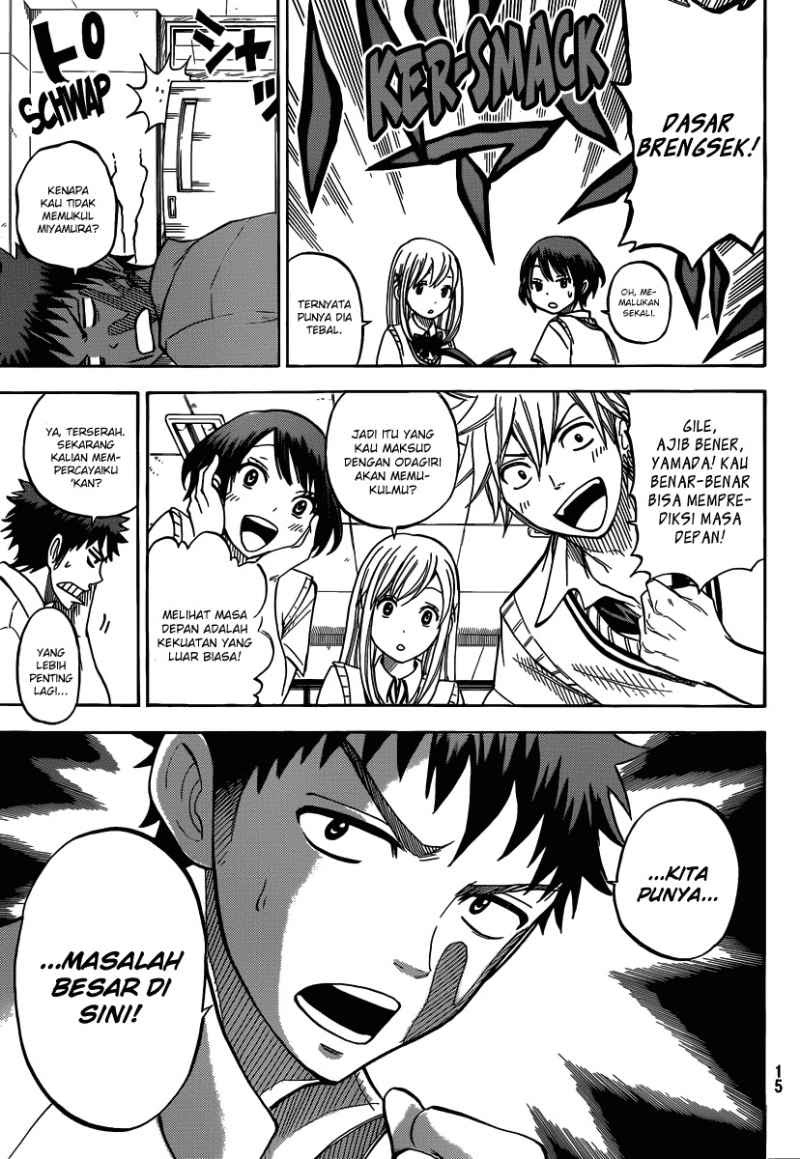 KER-SMACK
DASAR
BRENGSEK!
OH, ME-
MALUKAN
SEKALI.
TERNYATA
PUNYA DIA
TEBAL.
ト
シャ
ッ
SCHWAP
KENAPA
KAU TIDAK
MEMUKUL
MIYAMURA?
GILE,
AJIB BENER,
YAMADA! KAU
BENAR-BENAR
BISA MEMPRE-
DIKSI MASA
DEPAN!
JADI ITU YANG
KAU MAKSUD
DENGAN ODAGIRI
AKAN MEMU-
KULMU?
MELIHAT MASA
DEPAN ADALAH
KEKUATAN YANG
LUAR BIASA!
YA, TERSERAH.
SEKARANG
KALIAN MEM-
PERCAYAIKU
'KAN?
YANG
LEBIH
PENTING
LAGI...
...KITA
PUNYA...
...MASALAH
BESAR DI
SINI!
15